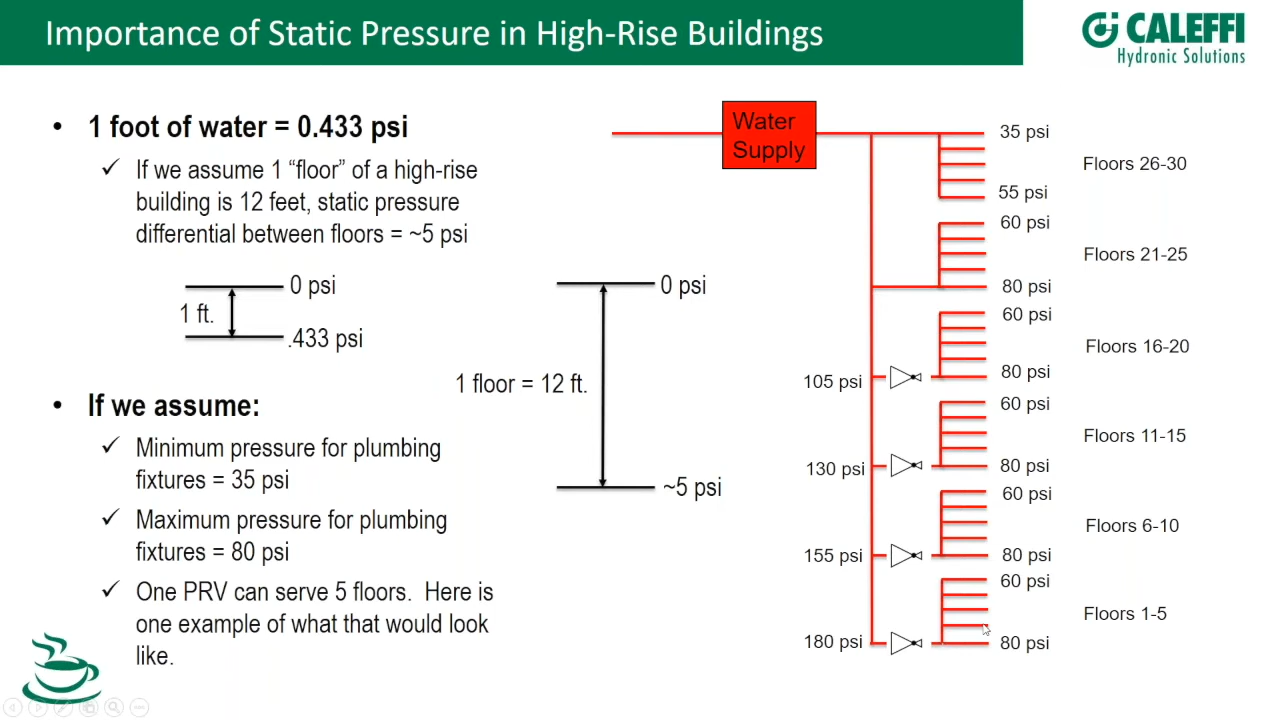 Importance of Static Pressure in High-Rise Buildings
CALEFFI
Hydronic Solutions
• 1 foot of water = 0.433 psi
✓ If we assume 1 “floor” of a high-rise
building is 12 feet, static pressure
differential between floors = ~5 psi
0 psi
1 ft.
.433 psi
0 psi
1 floor = 12 ft.
~5 psi
• If we assume:
✓ Minimum pressure for plumbing
fixtures = 35 psi
✓ Maximum pressure for plumbing
fixtures = 80 psi
✓ One PRV can serve 5 floors. Here is
one example of what that would look
like.
Water
Supply
35 psi
Floors 26-30
55 psi
60 psi
Floors 21-25
80 psi
60 psi
Floors 16-20
80 psi
105 psi
60 psi
Floors 11-15
80 psi
130 psi
60 psi
Floors 6-10
80 psi
155 psi
60 psi
Floors 1-5
80 psi
180 psi